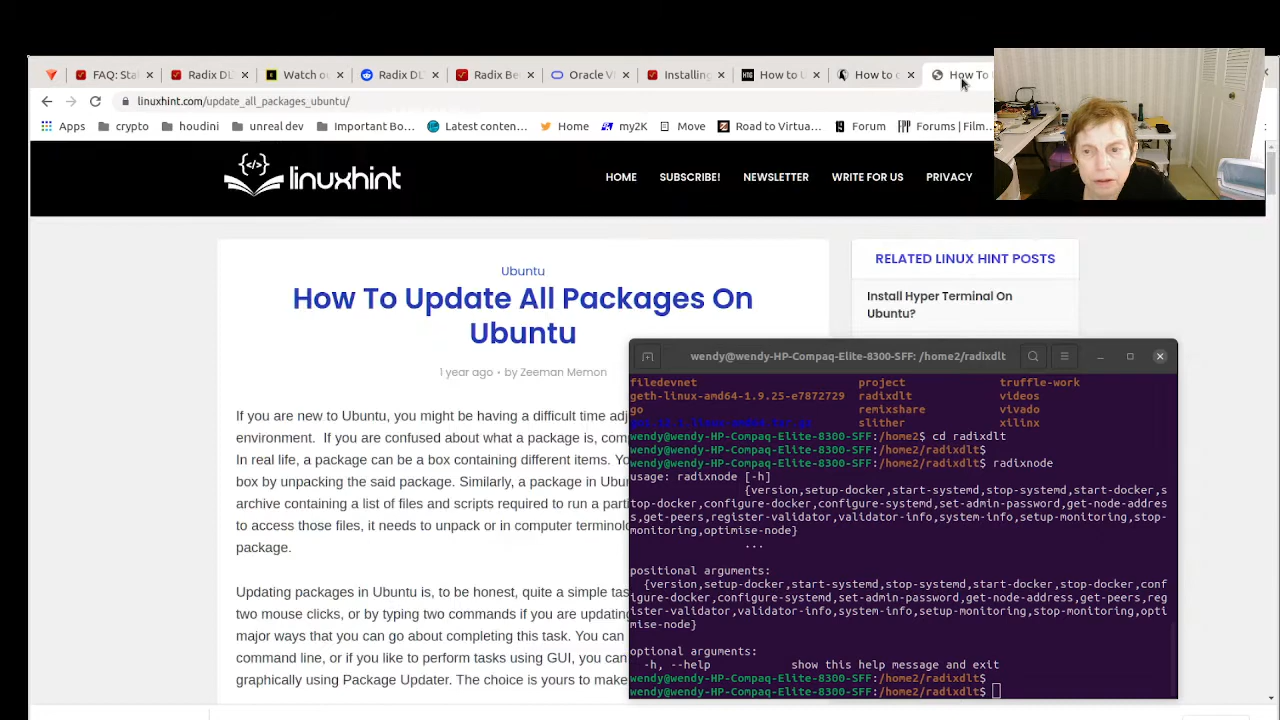 FAQ: Sta
Radix DL
Watch ou
Radix DL
Radix Be
Oracle VI
Installing
How to
How to c
How To
linuxhint.com/update_all_packages_ubuntu/
Apps
crypto
houdini
unreal dev
Important Bo...
Latest conten...
Home
my2K
Move
Road to Virtua...
Forum
Forums | Film...
linuxhint
HOME
SUBSCRIBE!
NEWSLETTER
WRITE FOR US
PRIVACY
Ubuntu
How To Update All Packages On
Ubuntu
1 year ago • by Zeeman Memon
If you are new to Ubuntu, you might be having a difficult time adj
environment. If you are confused about what a package is, com
In real life, a package can be a box containing different items. Yo
box by unpacking the said package. Similarly, a package in Ubu
archive containing a list of files and scripts required to run a parti
to access those files, it needs to unpack or in computer terminolo
package.
Updating packages in Ubuntu is, to be honest, quite a simple tas
two mouse clicks, or by typing two commands if you are updating
major ways that you can go about completing this task. You can
command line, or if you like to perform tasks using GUI, you can
graphically using Package Updater. The choice is yours to make
RELATED LINUX HINT POSTS
Install Hyper Terminal On
Ubuntu?
wendy@wendy-HP-Compaq-Elite-8300-SFF: /home2/radixdlt
filedevnet project truffle-work
geth-linux-amd64-1.9.25-e7872729 radixdlt videos
go remixshare vivado
slither xilinx
wendy@wendy-HP-Compaq-Elite-8300-SFF:/home2$ cd radixdlt
wendy@wendy-HP-Compaq-Elite-8300-SFF:/home2/radixdlt$
wendy@wendy-HP-Compaq-Elite-8300-SFF:/home2/radixdlt$ radixnode
usage: radixnode [-h]
{version,setup-docker,start-systemd,stop-systemd,start-docker,s
top-docker,configure-docker,configure-systemd,set-admin-password,get-node-addres
s,get-peers,register-validator,validator-info,system-info,setup-monitoring,stop-
monitoring,optimise-node}
...
positional arguments:
{version,setup-docker,start-systemd,stop-systemd,start-docker,stop-docker,conf
igure-docker,configure-systemd,set-admin-password,get-node-address,get-peers,reg
ister-validator,validator-info,system-info,setup-monitoring,stop-monitoring,opti
mise-node}
optional arguments:
-h, --help show this help message and exit
wendy@wendy-HP-Compaq-Elite-8300-SFF:/home2/radixdlt$
wendy@wendy-HP-Compaq-Elite-8300-SFF:/home2/radixdlt$